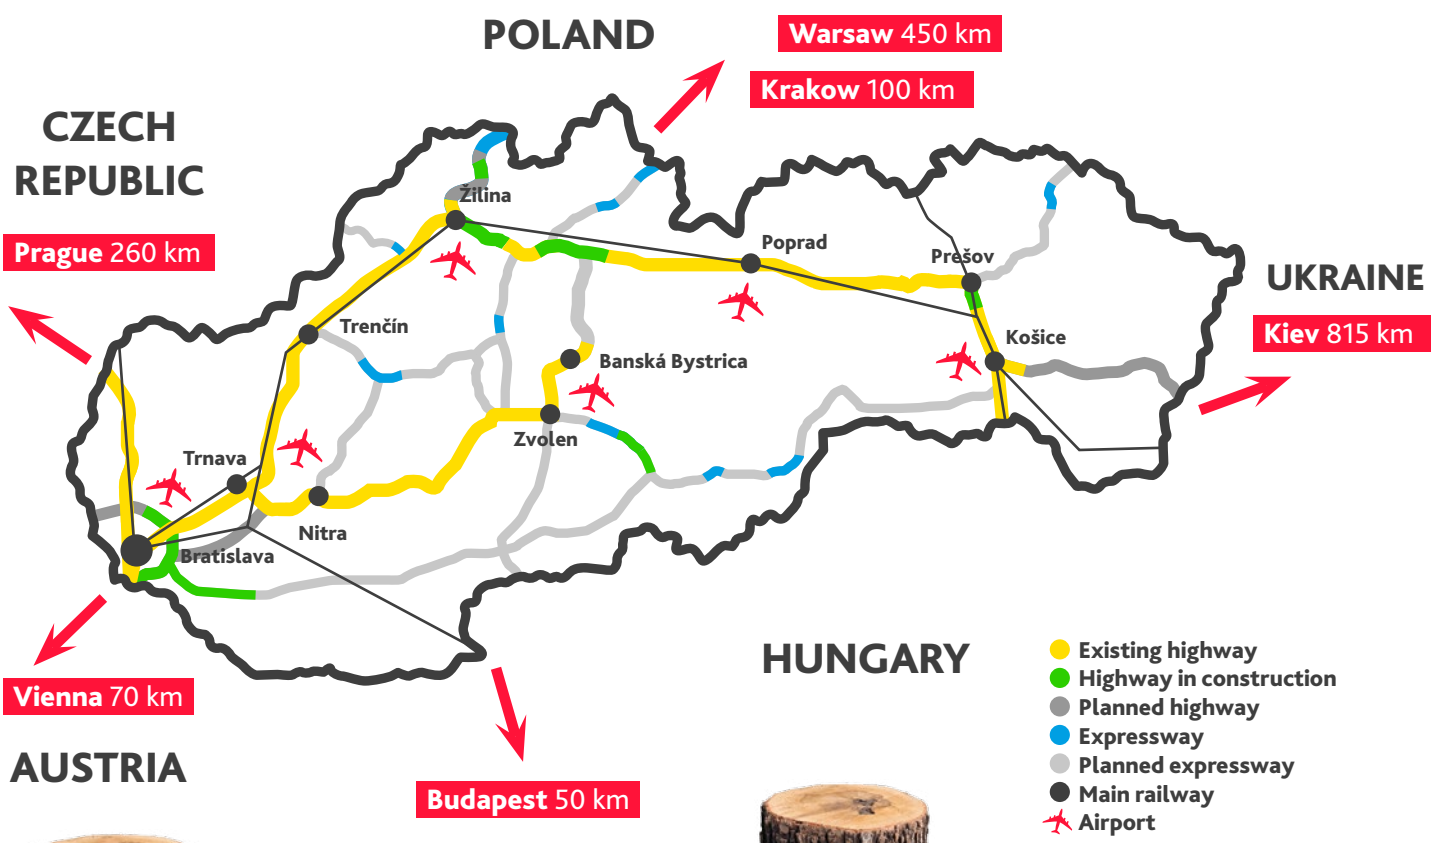 POLAND
Warsaw 450 km
Krakow 100 km
CZECH
REPUBLIC
Prague 260 km
Žilina
Poprad
Prešov
UKRAINE
Kiev 815 km
Trenčín
Košice
Banská Bystrica
Zvolen
Trnava
Nitra
Bratislava
HUNGARY
Vienna 70 km
AUSTRIA
Budapest 50 km
Existing highway
Highway in construction
Planned highway
Expressway
Planned expressway
Main railway
Airport